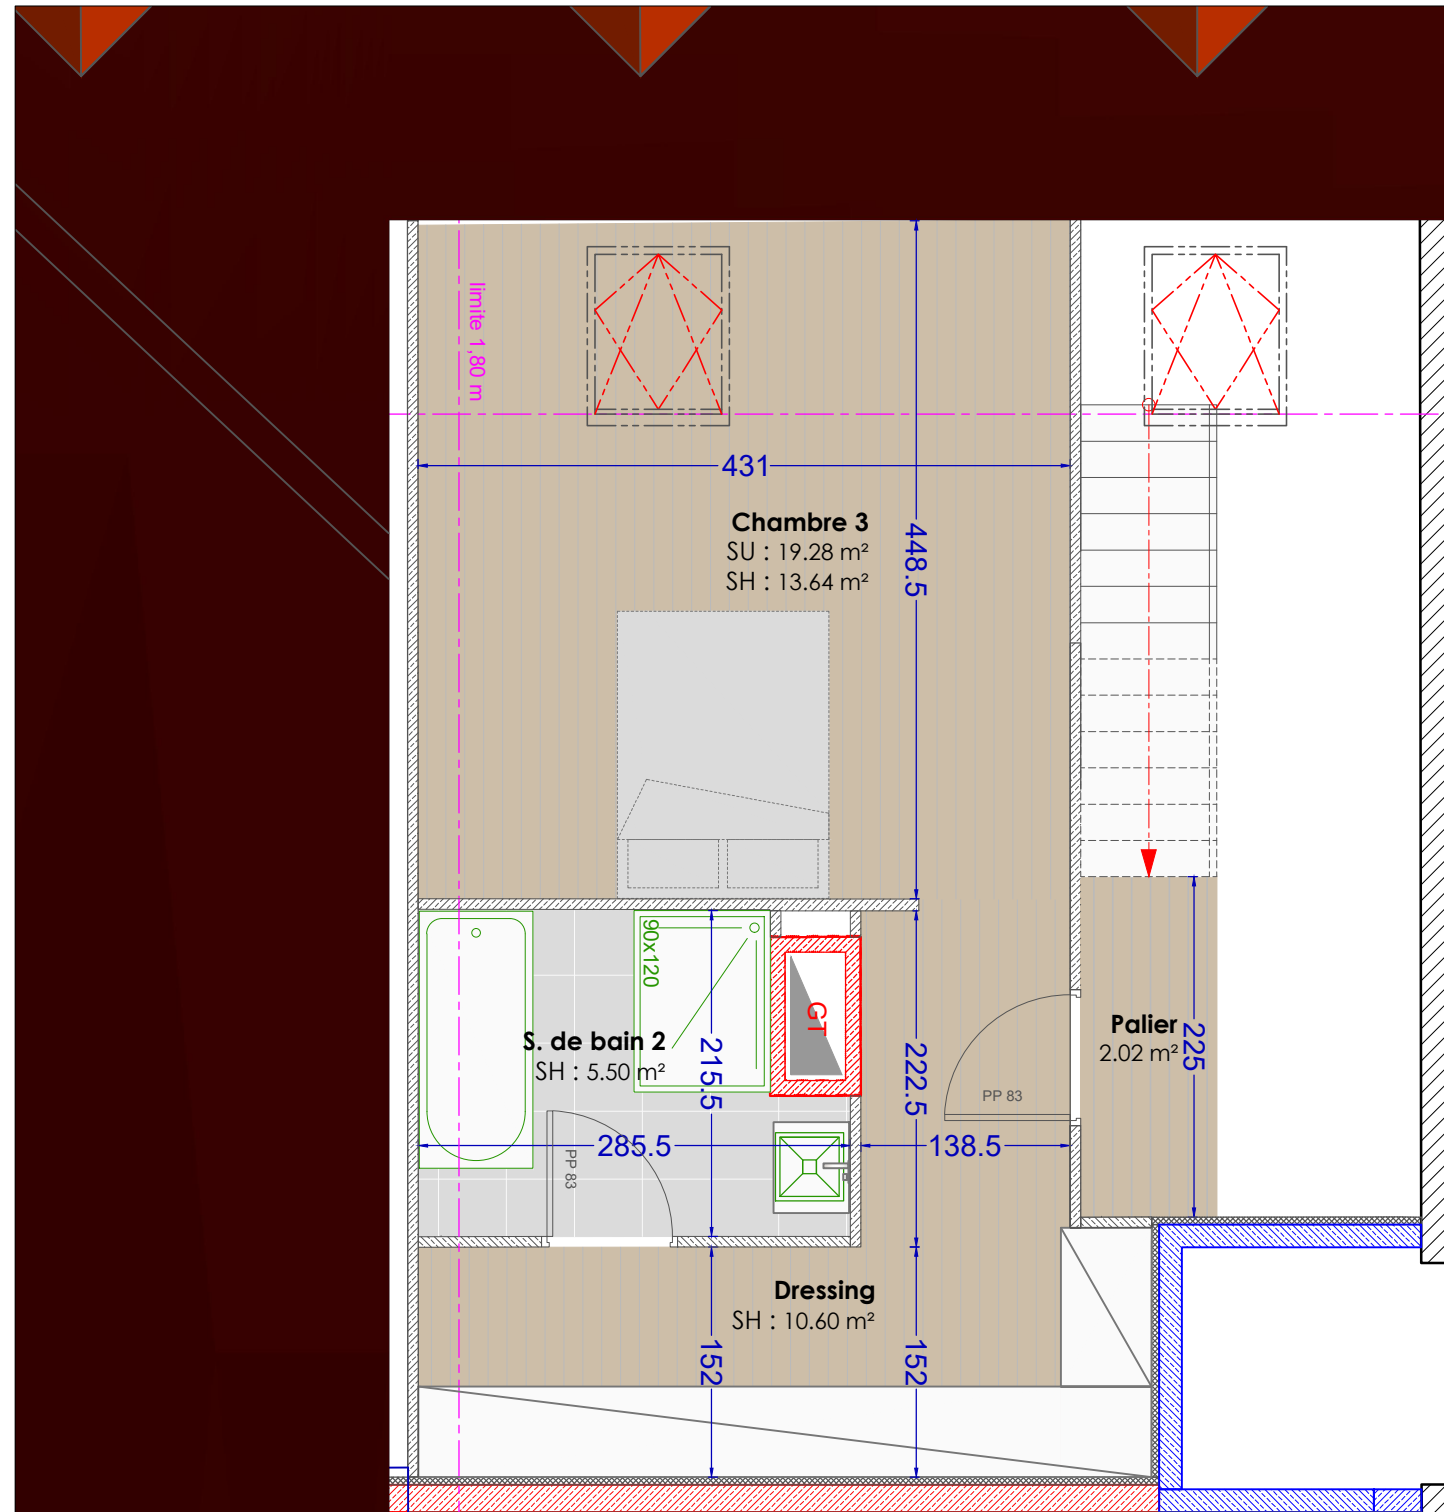 limite 1,80 m
431
Chambre 3
SU : 19.28 m²
SH : 13.64 m²
448.5
90x120
GT
S. de bain 2
SH : 5.50 m²
215.5
222.5
Palier
2.02 m²
225
PP 83
285.5
138.5
PP 83
Dressing
SH : 10.60 m²
152
152